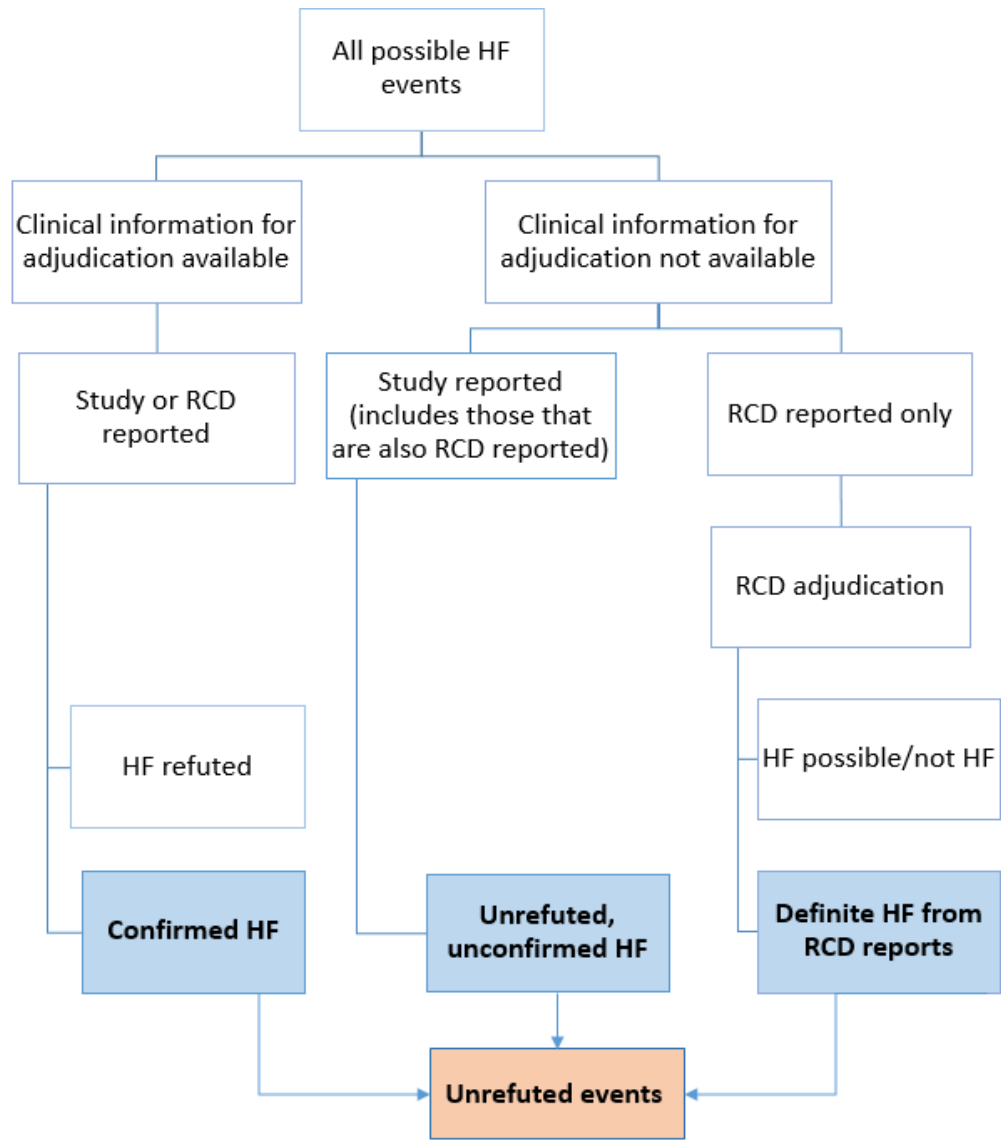 All possible HF
events
Clinical information for
adjudication available
Clinical information for
adjudication not available
Study or RCD
reported
Study reported
(includes those that
are also RCD reported)
RCD reported only
RCD adjudication
HF refuted
HF possible/not HF
Confirmed HF
Unrefuted,
unconfirmed HF
Definite HF from
RCD reports
Unrefuted events